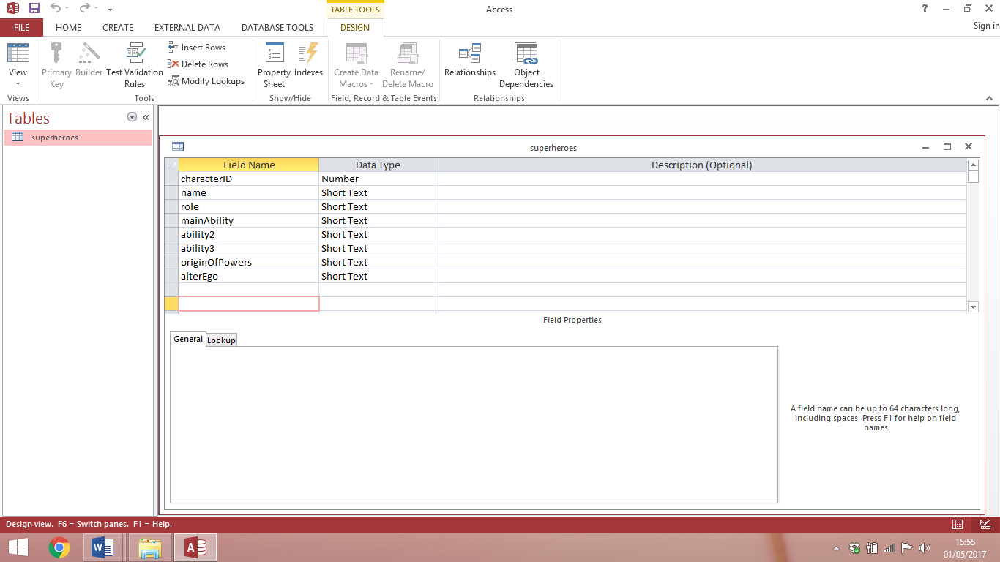 TABLE TOOLS
Access
?
Sign in
FILE HOME CREATE EXTERNAL DATA DATABASE TOOLS DESIGN
View
Primary Key
Builder
Test Validation Rules
Insert Rows
Delete Rows
Modify Lookups
Property Sheet
Indexes
Create Data Macros
Rename/ Delete Macro
Relationships
Object Dependencies
Views
Tools
Show/Hide
Field, Record & Table Events
Relationships
Tables
superheroes
superheroes
Field Name Data Type Description (Optional)
characterID Number
name Short Text
role Short Text
mainAbility Short Text
ability2 Short Text
ability3 Short Text
originOfPowers Short Text
alterEgo Short Text
Field Properties
General Lookup
A field name can be up to 64 characters long,
including spaces. Press F1 for help on field
names.
Design view. F6 = Switch panes. F1 = Help.
15:55
01/05/2017